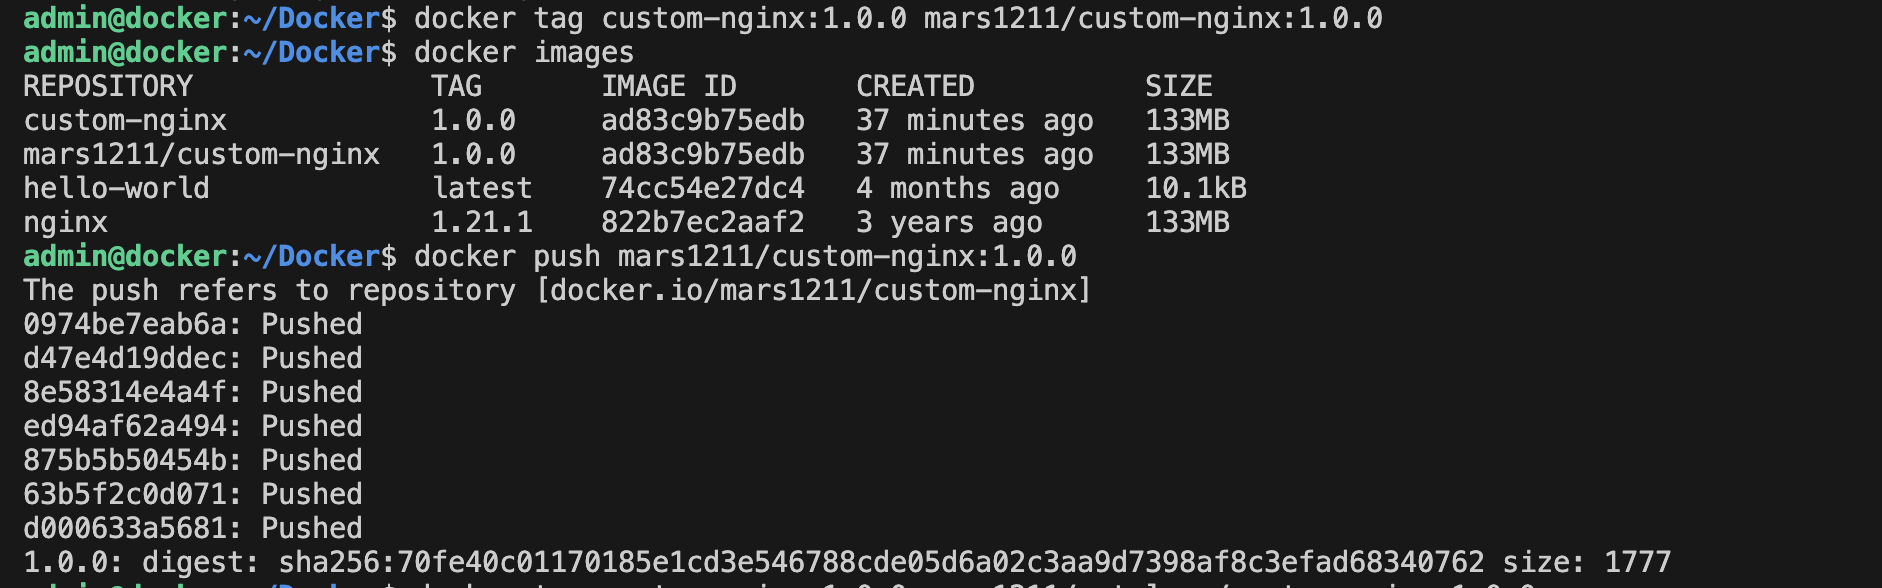 admin@docker:~/Docker$ docker tag custom-nginx:1.0.0 mars1211/custom-nginx:1.0.0
admin@docker:~/Docker$ docker images
REPOSITORY TAG IMAGE ID CREATED SIZE
custom-nginx 1.0.0 ad83c9b75edb 37 minutes ago 133MB
mars1211/custom-nginx 1.0.0 ad83c9b75edb 37 minutes ago 133MB
hello-world latest 74cc54e27dc4 4 months ago 10.1kB
nginx 1.21.1 822b7ec2aaf2 3 years ago 133MB
admin@docker:~/Docker$ docker push mars1211/custom-nginx:1.0.0
The push refers to repository [docker.io/mars1211/custom-nginx]
0974be7eab6a: Pushed
d47e4d19ddec: Pushed
8e58314e4a4f: Pushed
ed94af62a494: Pushed
875b5b50454b: Pushed
63b5f2c0d071: Pushed
d000633a5681: Pushed
1.0.0: digest: sha256:70fe40c01170185e1cd3e546788cde05d6a02c3aa9d7398af8c3efad68340762 size: 1777